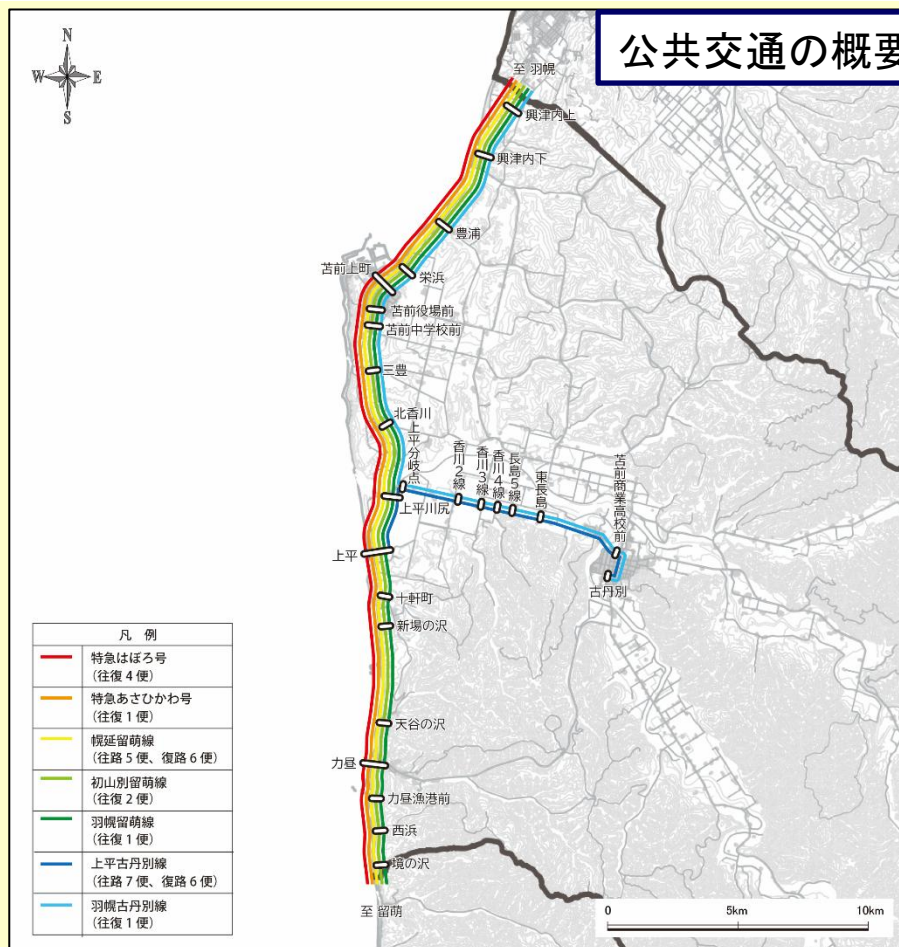 公共交通の概要
N
W
E
S
至 羽幌
興津内上
興津内下
豊浦
苫前上町
栄浜
苫前役場前
苫前中学校前
三豊
北香川
上平分岐点
香川2線
香川3線
香川4線
長島5線
東長島
苫前商業高校前
上平川尻
上平
古丹別
十軒町
新場の沢
天谷の沢
力昼
力昼漁港前
西浜
境の沢
至 留萌
凡 例
特急はぼろ号
(往復4便)
特急あさひかわ号
(往復1便)
幌延留萌線
(往路5便、復路6便)
初山別留萌線
(往復2便)
羽幌留萌線
(往復1便)
上平古丹別線
(往路7便、復路6便)
羽幌古丹別線
(往復1便)
0 5km 10km